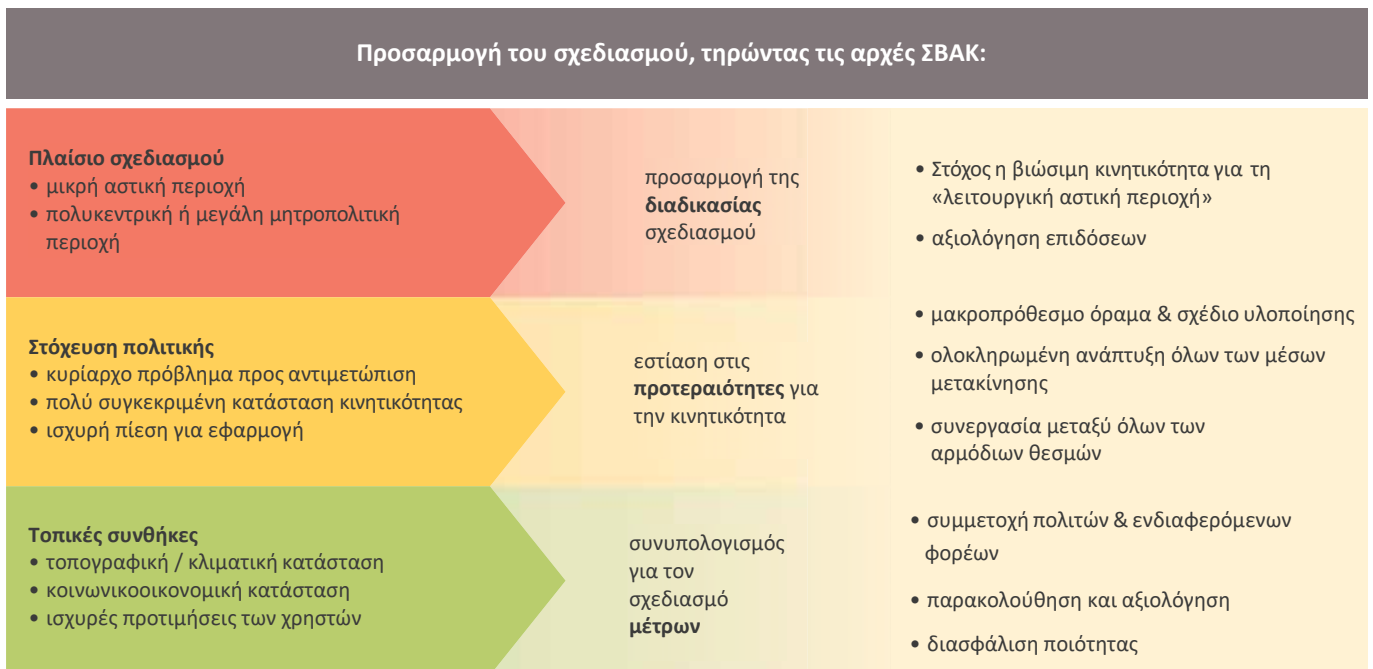 Προσαρμογή του σχεδιασμού, τηρώντας τις αρχές ΣΒΑΚ:
Πλαίσιο σχεδιασμού
• μικρή αστική περιοχή
• πολυκεντρική ή μεγάλη μητροπολιτική
περιοχή
προσαρμογή της
διαδικασίας
σχεδιασμού
Στόχευση πολιτικής
• κυρίαρχο πρόβλημα προς αντιμετώπιση
• πολύ συγκεκριμένη κατάσταση κινητικότητας
• ισχυρή πίεση για εφαρμογή
εστίαση στις
προτεραιότητες για
την κινητικότητα
Τοπικές συνθήκες
• τοπογραφική / κλιματική κατάσταση
• κοινωνικοοικονομική κατάσταση
• ισχυρές προτιμήσεις των χρηστών
συνυπολογισμός
για τον
σχεδιασμό
μέτρων
• Στόχος η βιώσιμη κινητικότητα για τη
«λειτουργική αστική περιοχή»
• αξιολόγηση επιδόσεων
• μακροπρόθεσμο όραμα & σχέδιο υλοποίησης
• ολοκληρωμένη ανάπτυξη όλων των μέσων
μετακίνησης
• συνεργασία μεταξύ όλων των
αρμόδιων θεσμών
• συμμετοχή πολιτών & ενδιαφερόμενων
φορέων
• παρακολούθηση και αξιολόγηση
• διασφάλιση ποιότητας